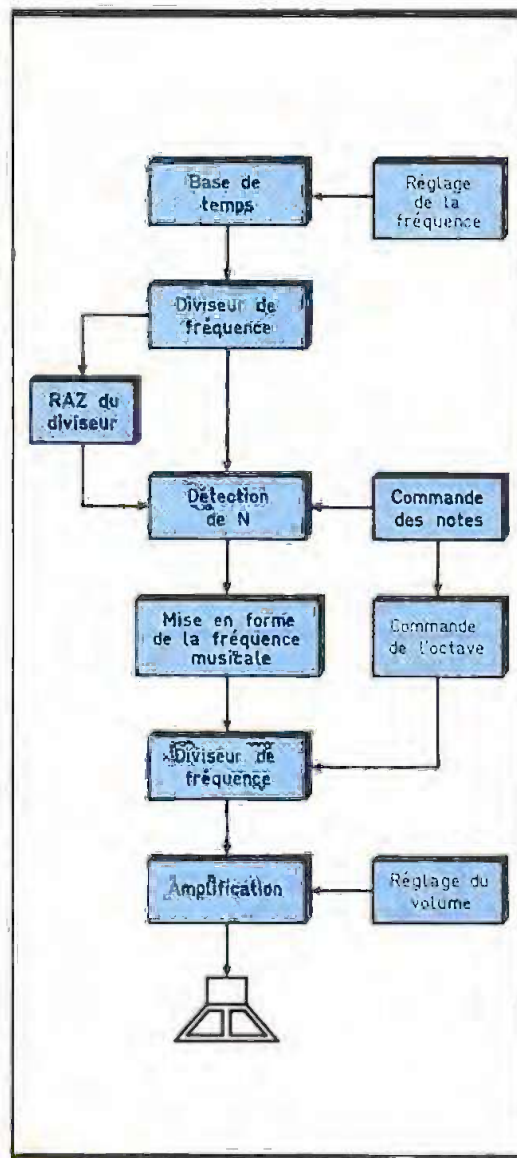 Base de
temps
Réglage
de la
fréquence
Diviseur de
fréquence
RAZ du
diviseur
Détection
de N
Commande
des notes
Mise en forme
de la fréquence
musicale
Commande
de l'octave
Diviseur de
fréquence
Amplification
Réglage du
volume